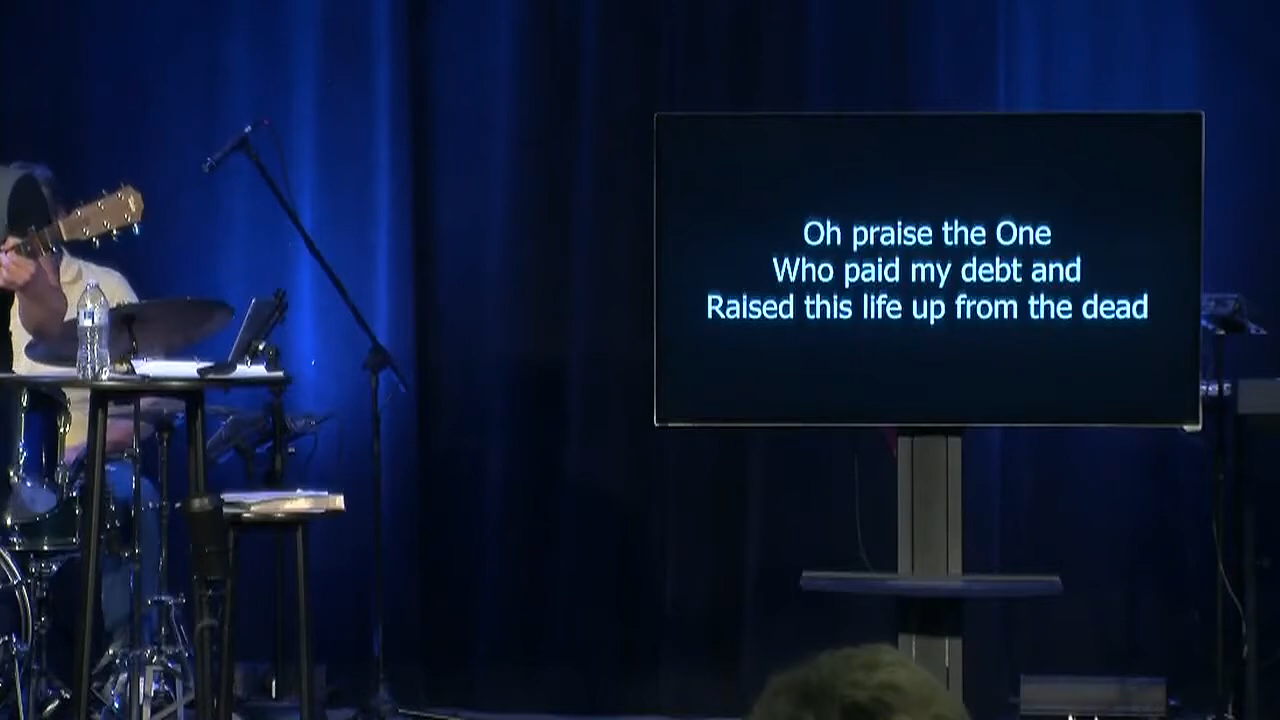 Oh praise the One
Who paid my debt and
Raised this life up from the dead